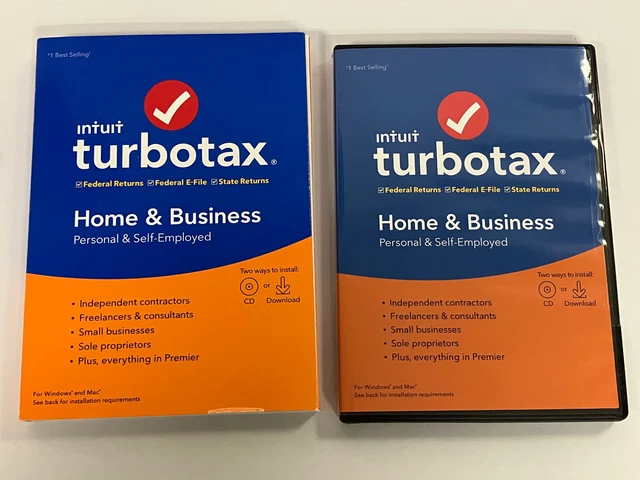 #1 Best Selling¹
intuit
turbotax®
☑ Federal Returns ☑ Federal E-File ☑ State Returns
Home & Business
Personal & Self-Employed
Two ways to install:
CD or Download
• Independent contractors
• Freelancers & consultants
• Small businesses
• Sole proprietors
• Plus, everything in Premier
For Windows® and Mac®
See back for installation requirements
#1 Best Selling¹
intuit
turbotax®
☑ Federal Returns ☑ Federal E-File ☑ State Returns
Home & Business
Personal & Self-Employed
Two ways to install:
CD or Download
• Independent contractors
• Freelancers & consultants
• Small businesses
• Sole proprietors
• Plus, everything in Premier
For Windows® and Mac®
See back for installation requirements